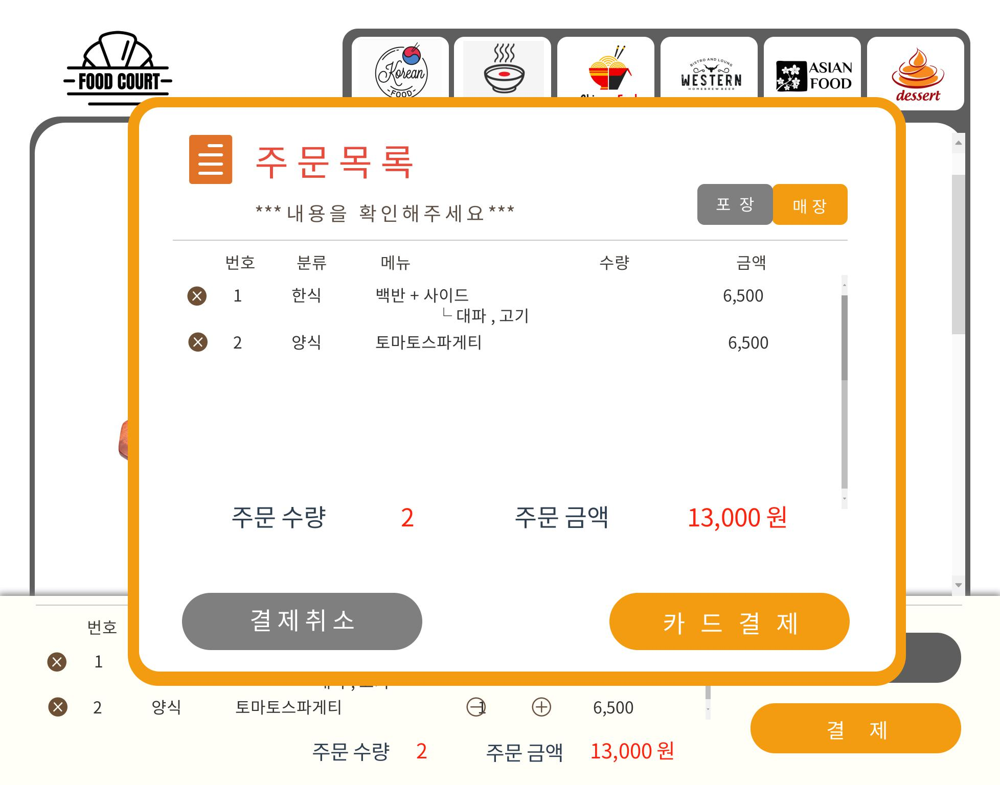 FOOD COURT
Korean
FOOD
BISTRO AND LOUNG
WESTERN
HOMEBREW BEER
ASIAN
FOOD
dessert
주문목록
***내용을 확인해주세요***
포 장
매 장
번호 분류 메뉴 수량 금액
1 한식 백반 + 사이드 6,500
└ 대파 , 고기
2 양식 토마토스파게티 6,500
주문 수량 2 주문 금액 13,000 원
결제취소
카 드 결 제
번호
1
2 양식 토마토스파게티 1 6,500
결 제
주문 수량 2 주문 금액 13,000 원